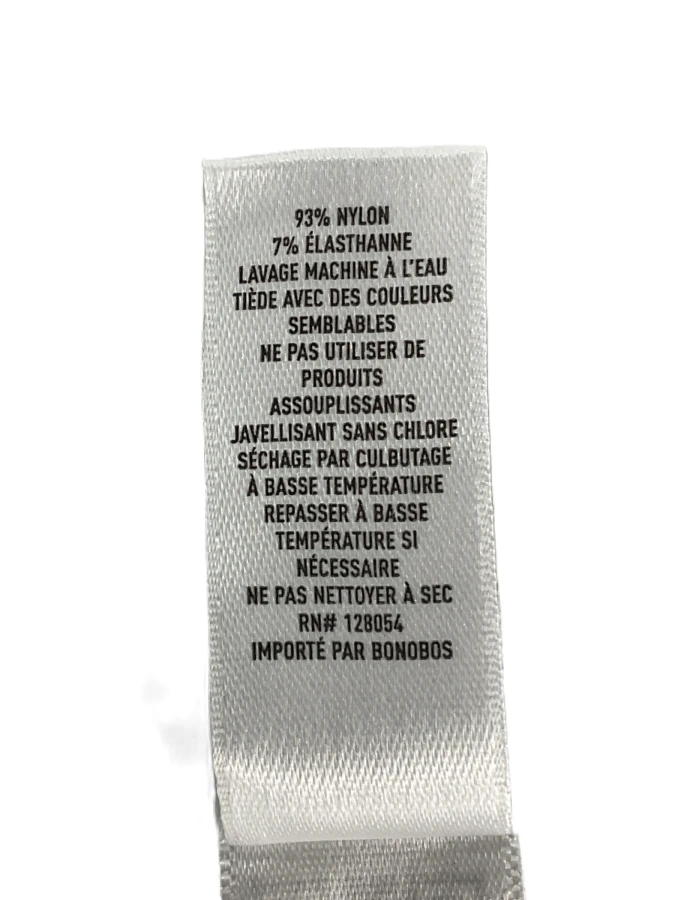 93% NYLON
7% ÉLASTHANNE
LAVAGE MACHINE À L'EAU
TIÈDE AVEC DES COULEURS
SEMBLABLES
NE PAS UTILISER DE
PRODUITS
ASSOUPLISSANTS
JAVELLISANT SANS CHLORE
SÉCHAGE PAR CULBUTAGE
À BASSE TEMPÉRATURE
REPASSER À BASSE
TEMPÉRATURE SI
NÉCESSAIRE
NE PAS NETTOYER À SEC
RN# 128054
IMPORTÉ PAR BONOBOS